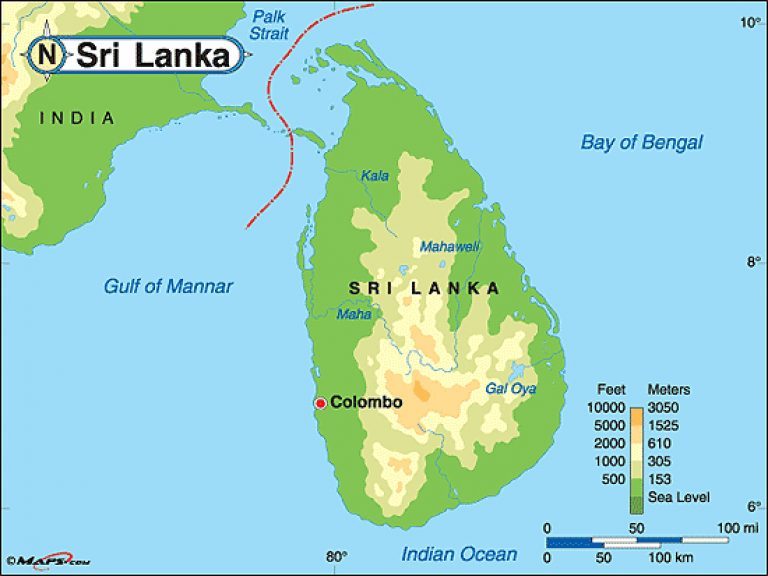 Palk
Strait
10°
N Sri Lanka
INDIA
Bay of Bengal
Kala
Mahawell
8°
Gulf of Mannar
SRI LANKA
Maha
Gal Oya
Colombo
Feet Meters
10000 3050
5000 1525
2000 610
1000 305
500 153
Sea Level
6°
0 50 100 mi
0 50 100 km
80°
Indian Ocean
©MAPS.com